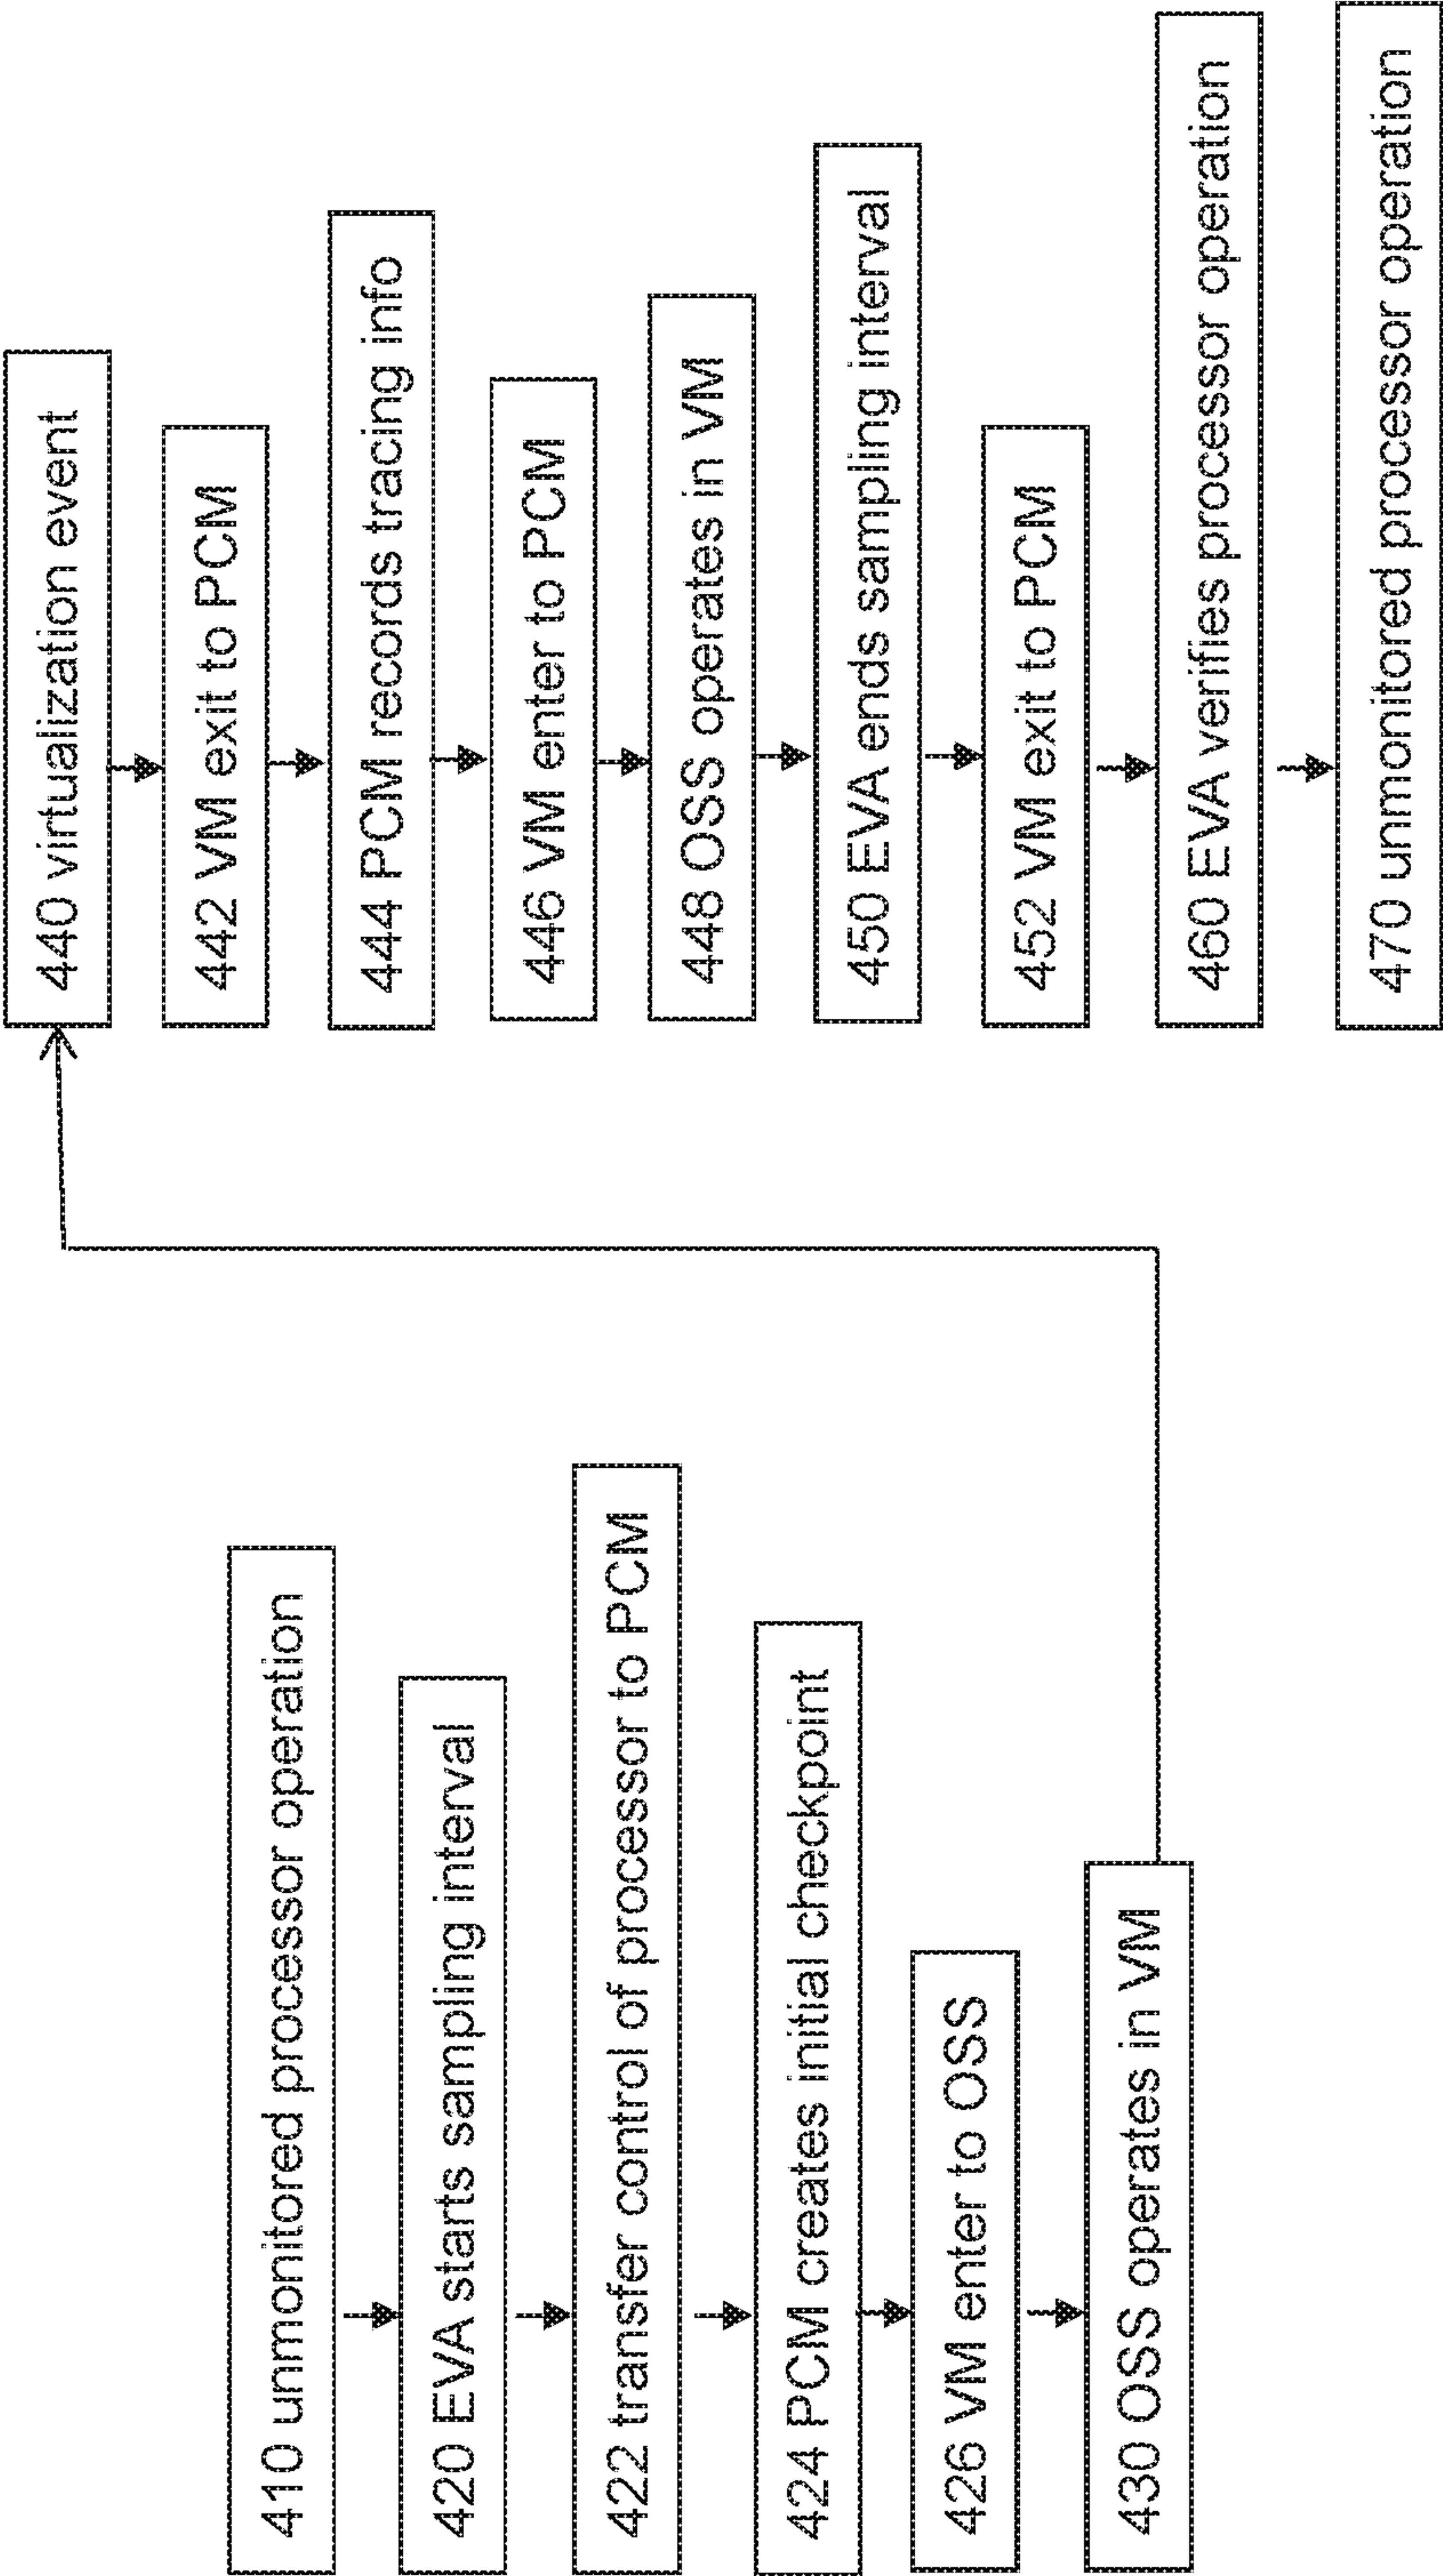 410 unmonitored processor operation
420 EVA starts sampling interval
422 transfer control of processor to PCM
424 PCM creates initial checkpoint
426 VM enter to OSS
430 OSS operates in VM
440 virtualization event
442 VM exit to PCM
444 PCM records tracing info
446 VM enter to PCM
448 OSS operates in VM
450 EVA ends sampling interval
452 VM exit to PCM
460 EVA verifies processor operation
470 unmonitored processor operation